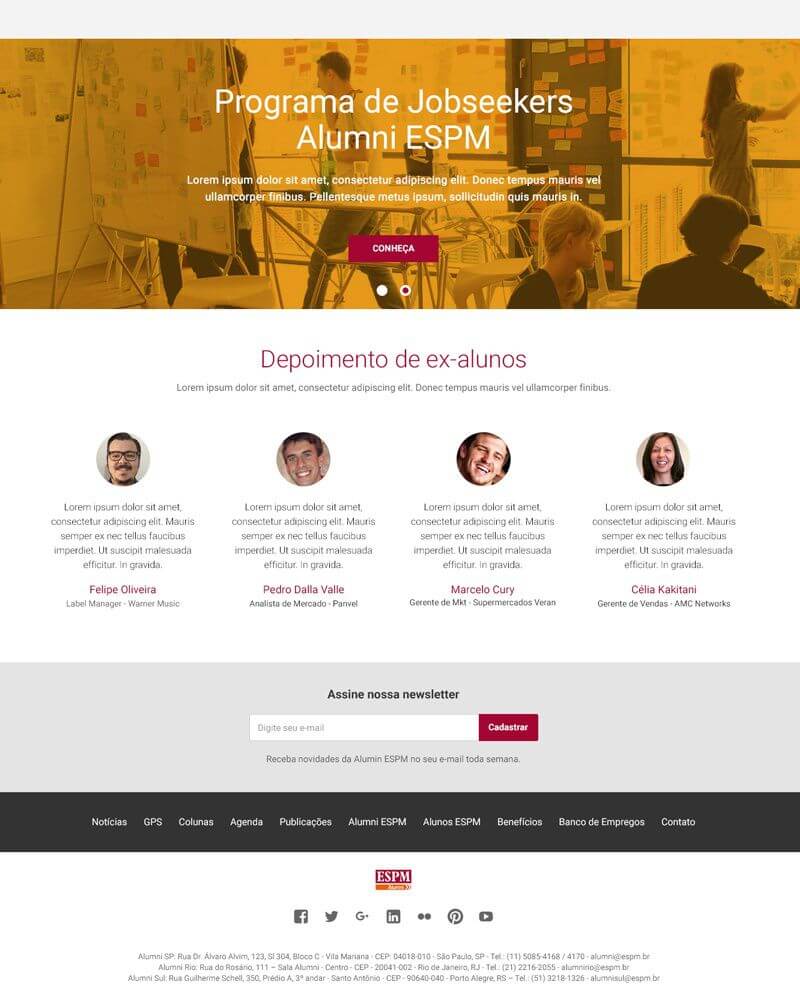 Programa de Jobseekers
Alumni ESPM
Lorem ipsum dolor sit amet, consectetur adipiscing elit. Donec tempus mauris vel
ullamcorper finibus. Pellentesque metus ipsum, sollicitudin quis mauris in.
CONHEÇA
Depoimento de ex-alunos
Lorem ipsum dolor sit amet, consectetur adipiscing elit. Donec tempus mauris vel ullamcorper finibus.
Lorem ipsum dolor sit amet,
consectetur adipiscing elit. Mauris
semper ex nec tellus faucibus
imperdiet. Ut suscipit malesuada
efficitur. In gravida.
Felipe Oliveira
Label Manager - Warner Music
Lorem ipsum dolor sit amet,
consectetur adipiscing elit. Mauris
semper ex nec tellus faucibus
imperdiet. Ut suscipit malesuada
efficitur. In gravida.
Pedro Dalla Valle
Analista de Mercado - Panvel
Lorem ipsum dolor sit amet,
consectetur adipiscing elit. Mauris
semper ex nec tellus faucibus
imperdiet. Ut suscipit malesuada
efficitur. In gravida.
Marcelo Cury
Gerente de Mkt - Supermercados Veran
Lorem ipsum dolor sit amet,
consectetur adipiscing elit. Mauris
semper ex nec tellus faucibus
imperdiet. Ut suscipit malesuada
efficitur. In gravida.
Célia Kakitani
Gerente de Vendas - AMC Networks
Assine nossa newsletter
Digite seu e-mail
Cadastrar
Receba novidades da Alumin ESPM no seu e-mail toda semana.
Notícias GPS Colunas Agenda Publicações Alumni ESPM Alunos ESPM Benefícios Banco de Empregos Contato
ESPM
Alumni
Alumni SP: Rua Dr. Álvaro Alvim, 123, Sl 304, Bloco C - Vila Mariana - CEP: 04018-010 - São Paulo, SP - Tel.: (11) 5085-4168 / 4170 - alumni@espm.br
Alumni Rio: Rua do Rosário, 111 – Sala Alumni - Centro - CEP - 20041-002 - Rio de Janeiro, RJ - Tel.: (21) 2216-2055 - alumnirio@espm.br
Alumni Sul: Rua Guilherme Schell, 350, Prédio A, 3º andar - Santo Antônio - CEP - 90640-040 - Porto Alegre, RS – Tel.: (51) 3218-1326 - alumnisul@espm.br